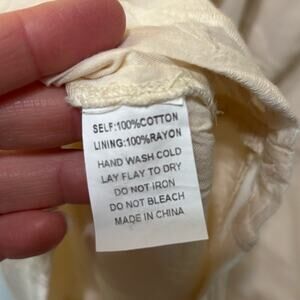 SELF:100%COTTON
LINING:100%RAYON
HAND WASH COLD
LAY FLAY TO DRY
DO NOT IRON
DO NOT BLEACH
MADE IN CHINA